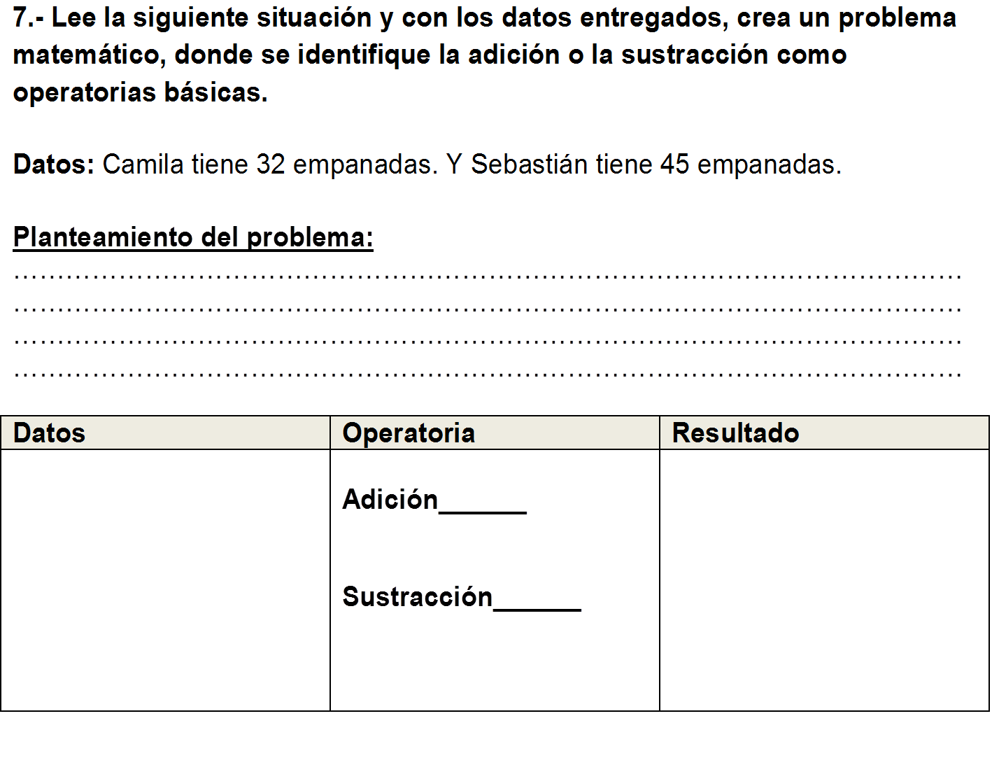 7.- Lee la siguiente situación y con los datos entregados, crea un problema
matemático, donde se identifique la adición o la sustracción como
operatorias básicas.
Datos: Camila tiene 32 empanadas. Y Sebastián tiene 45 empanadas.
Planteamiento del problema:
Datos
Operatoria
Resultado
Adición______
Sustracción______